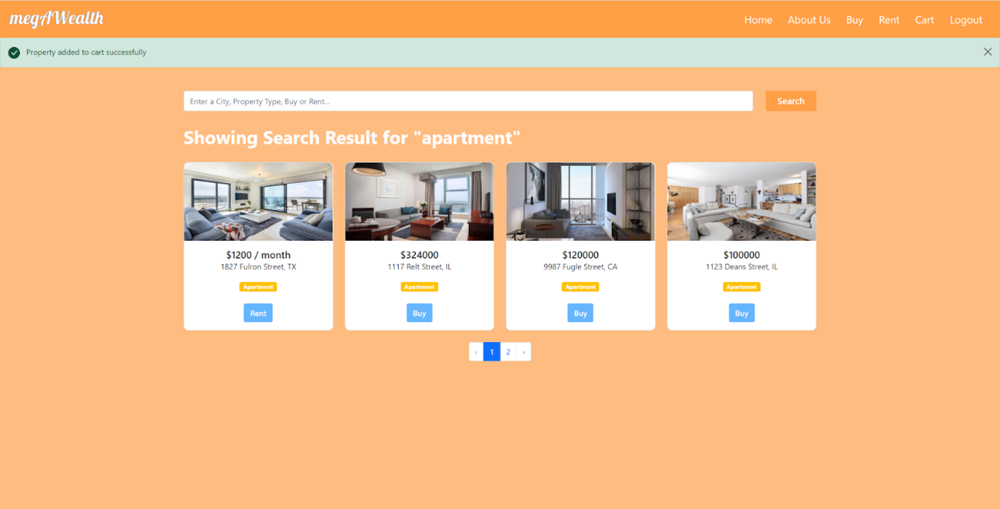 megAWealth
Home About Us Buy Rent Cart Logout
Property added to cart successfully
Enter a City, Property Type, Buy or Rent...
Search
Showing Search Result for "apartment"
$1200 / month
1827 Fulron Street, TX
Apartment
Rent
$324000
1117 Relt Street, IL
Apartment
Buy
$120000
9987 Fugle Street, CA
Apartment
Buy
$100000
1123 Deans Street, IL
Apartment
Buy
‹ 1 2 ›